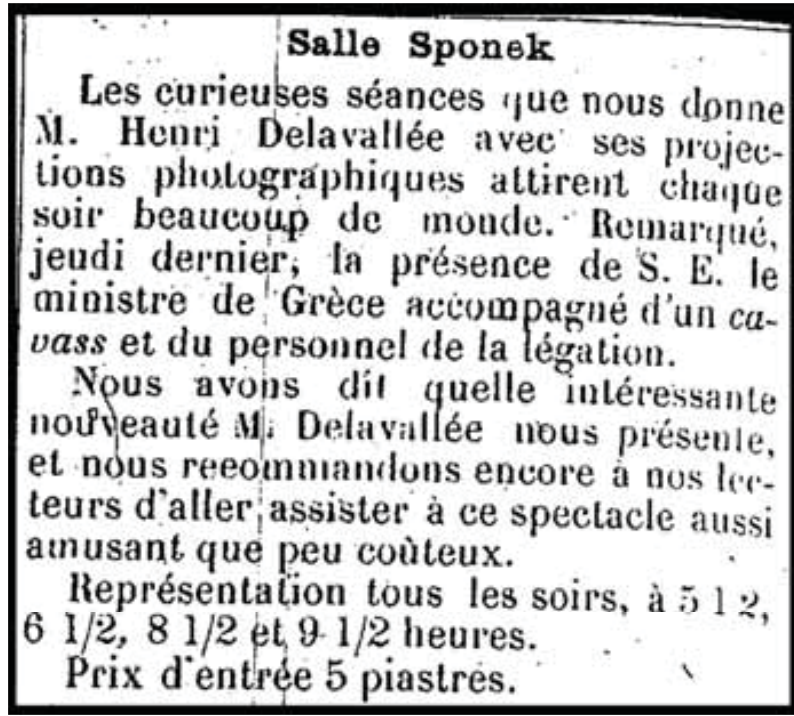 Salle Sponek
Les curieuses séances que nous donne
M. Henri Delavallée avec ses projec-
tions photographiques attirent chaque
soir beaucoup de monde. Remarqué,
jeudi dernier, la présence de S. E. le
ministre de Grèce accompagné d'un ca-
vass et du personnel de la légation.
Nous avons dit quelle intéressante
nouveauté M. Delavallée nous présente,
et nous recommandons encore à nos lec-
teurs d'aller assister à ce spectacle aussi
amusant que peu coûteux.
Représentation tous les soirs, à 5 1 2,
6 1/2, 8 1/2 et 9 1/2 heures.
Prix d'entrée 5 piastres.